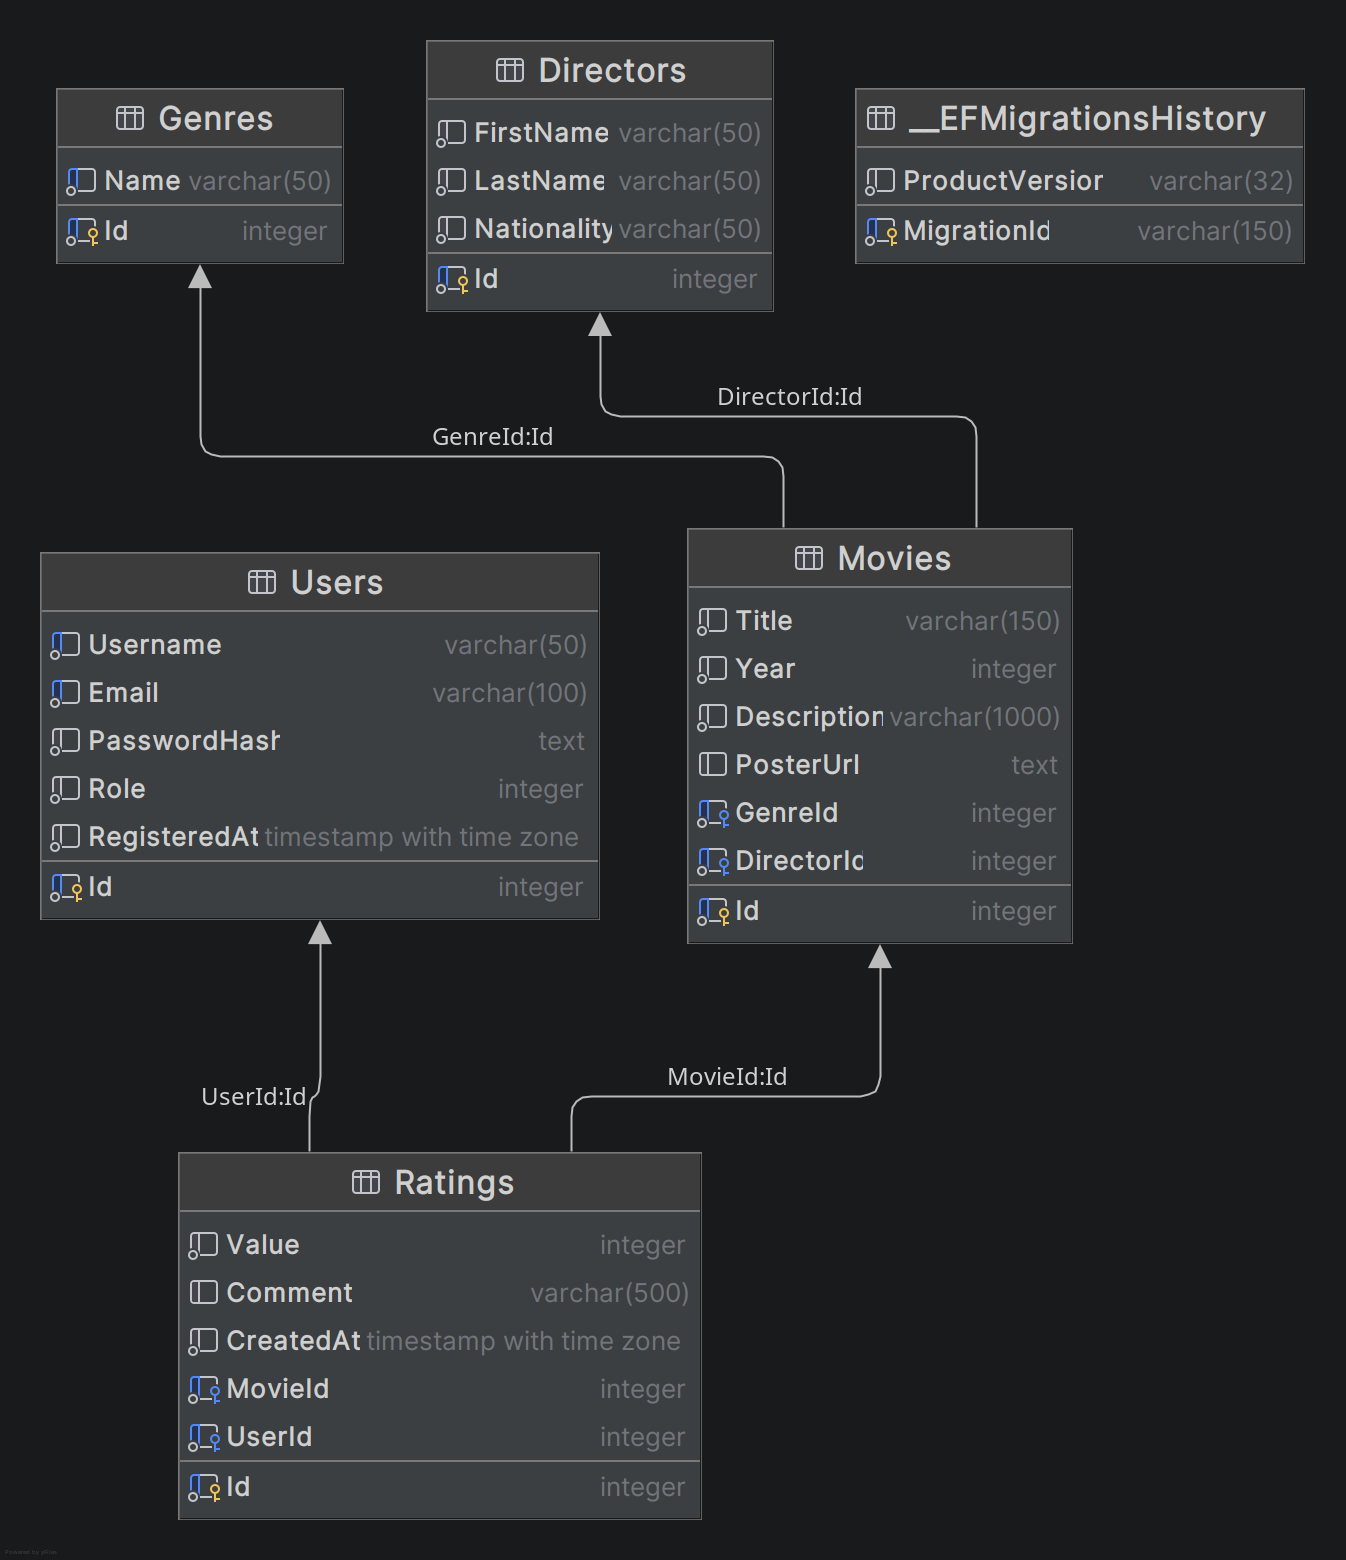 Genres
Name varchar(50)
Id integer
Directors
FirstName varchar(50)
LastName varchar(50)
Nationality varchar(50)
Id integer
__EFMigrationsHistory
ProductVersion varchar(32)
MigrationId varchar(150)
DirectorId:Id
GenreId:Id
Users
Username varchar(50)
Email varchar(100)
PasswordHash text
Role integer
RegisteredAt timestamp with time zone
Id integer
Movies
Title varchar(150)
Year integer
Description varchar(1000)
PosterUrl text
GenreId integer
DirectorId integer
Id integer
UserId:Id
MovieId:Id
Ratings
Value integer
Comment varchar(500)
CreatedAt timestamp with time zone
MovieId integer
UserId integer
Id integer
Powered by yFiles